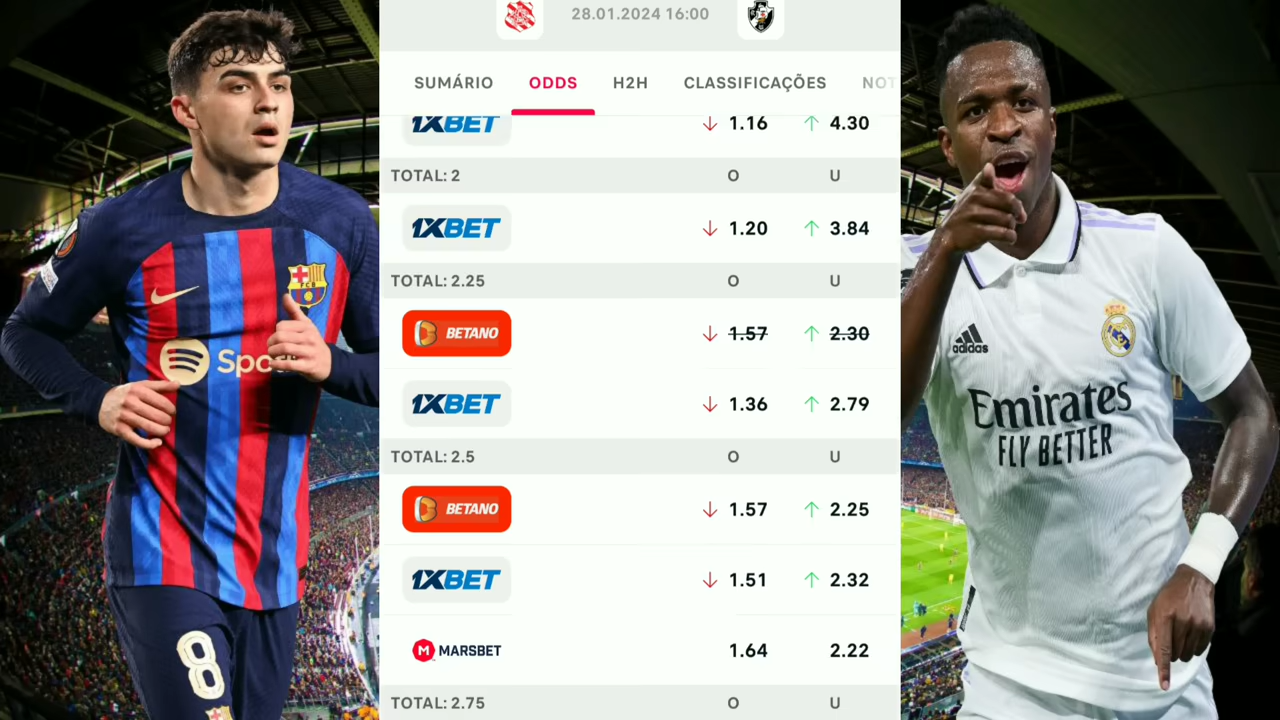 28.01.2024 16:00
SUMÁRIO ODDS H2H CLASSIFICAÇÕES NOT
1XBET 1.16 4.30
TOTAL: 2 O U
1XBET 1.20 3.84
TOTAL: 2.25 O U
BETANO 1.57 2.30
1XBET 1.36 2.79
TOTAL: 2.5 O U
BETANO 1.57 2.25
1XBET 1.51 2.32
M MARSBET 1.64 2.22
TOTAL: 2.75 O U
FCB
Spo
8
adidas
Emirates
FLY BETTER